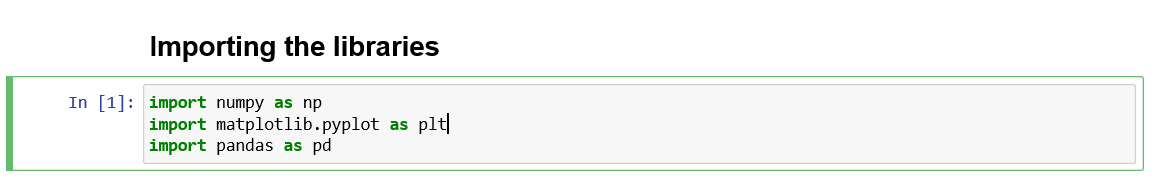 Importing the libraries
In [1]: import numpy as np
import matplotlib.pyplot as plt
import pandas as pd